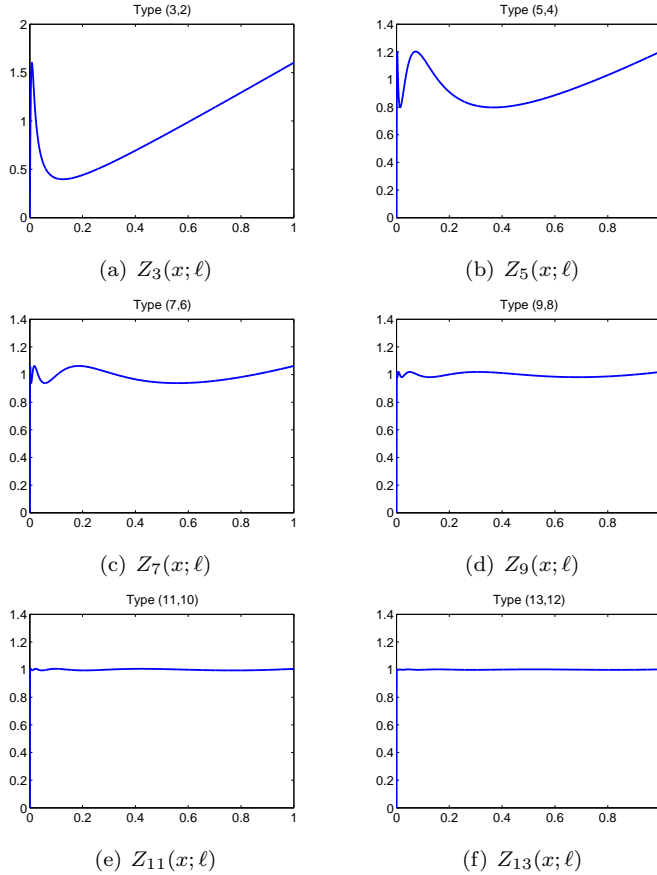 Type (3,2)
2
1.5
1
0.5
0
0 0.2 0.4 0.6 0.8 1
(a) Z₃(x; ℓ)
Type (5,4)
1.4
1.2
1
0.8
0.6
0.4
0.2
0
0 0.2 0.4 0.6 0.8
(b) Z₅(x; ℓ)
Type (7,6)
1.4
1.2
1
0.8
0.6
0.4
0.2
0
0 0.2 0.4 0.6 0.8 1
(c) Z₇(x; ℓ)
Type (9,8)
1.4
1.2
1
0.8
0.6
0.4
0.2
0
0 0.2 0.4 0.6 0.8
(d) Z₉(x; ℓ)
Type (11,10)
1.4
1.2
1
0.8
0.6
0.4
0.2
0
0 0.2 0.4 0.6 0.8 1
(e) Z₁₁(x; ℓ)
Type (13,12)
1.4
1.2
1
0.8
0.6
0.4
0.2
0
0 0.2 0.4 0.6 0.8
(f) Z₁₃(x; ℓ)